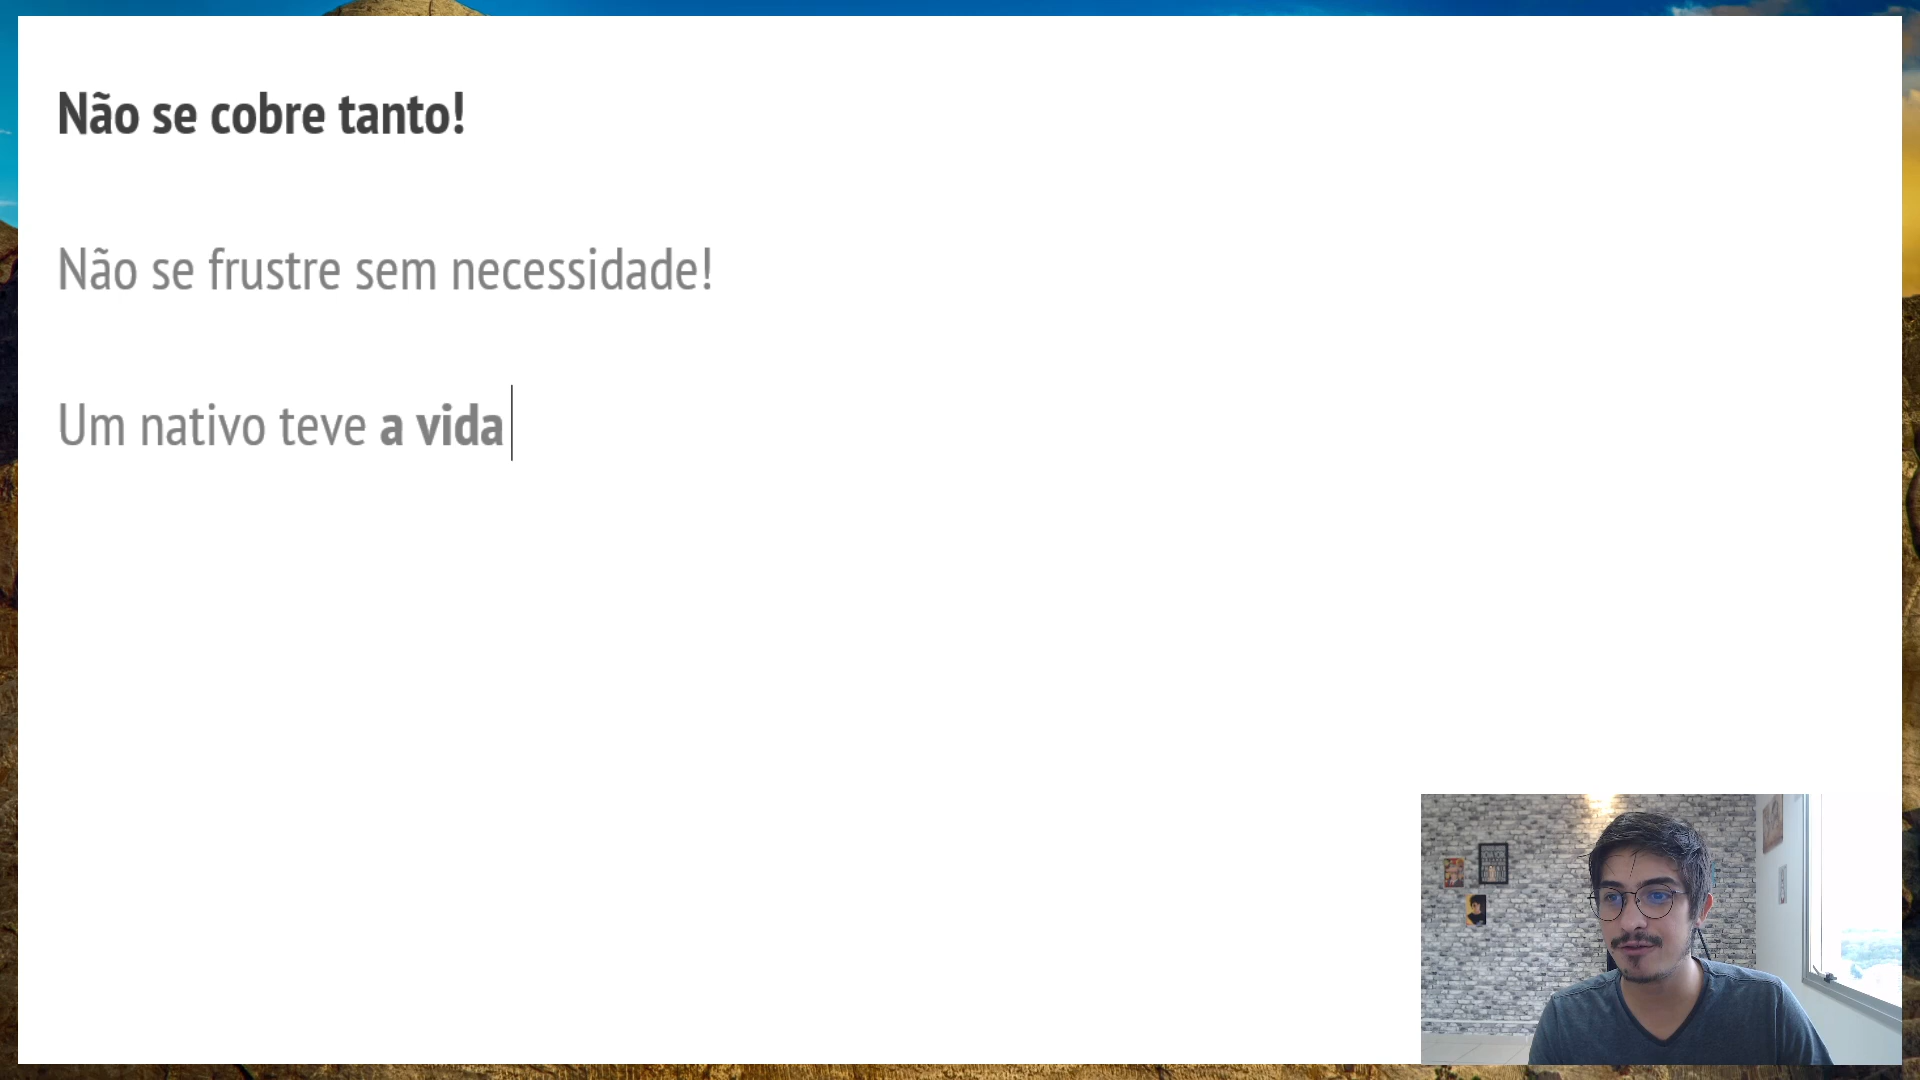 Não se cobre tanto!
Não se frustre sem necessidade!
Um nativo teve a vida